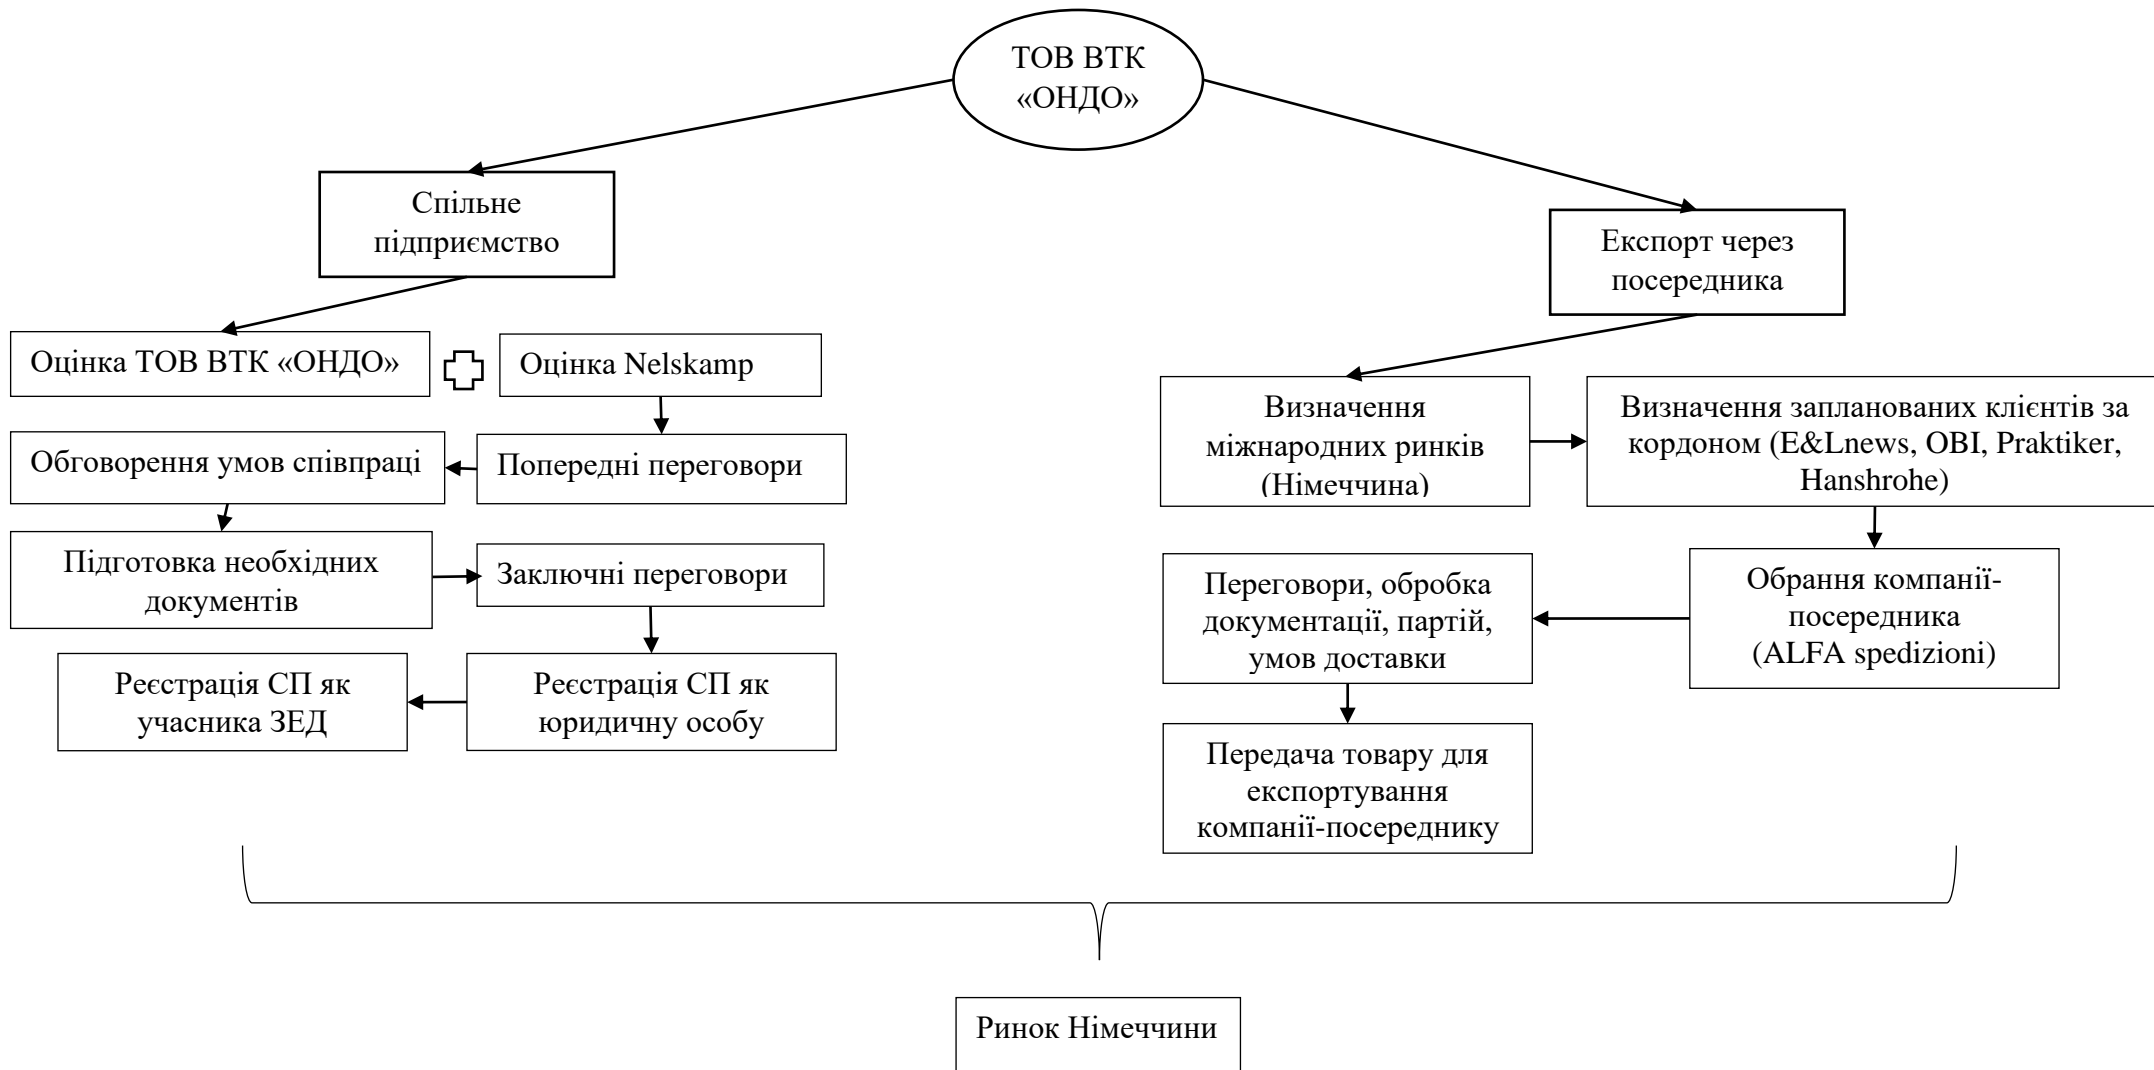 ТОВ ВТК
«ОНДО»
Спільне
підприємство
Експорт через
посередника
Оцінка ТОВ ВТК «ОНДО»
Оцінка Nelskamp
Обговорення умов співпраці
Попередні переговори
Підготовка необхідних
документів
Заключні переговори
Реєстрація СП як
учасника ЗЕД
Реєстрація СП як
юридичну особу
Визначення
міжнародних ринків
(Німеччина)
Визначення запланованих клієнтів за
кордоном (E&Lnews, OBI, Praktiker,
Hanshrohe)
Переговори, обробка
документації, партій,
умов доставки
Обрання компанії-
посередника
(ALFA spedizioni)
Передача товару для
експортування
компанії-посереднику
Ринок Німеччини